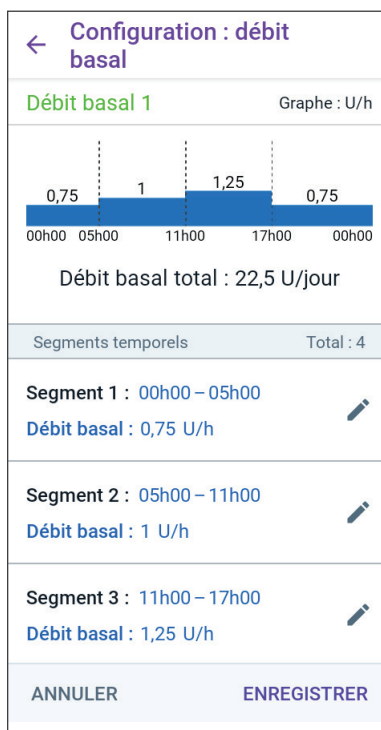 Configuration : débit
basal
Débit basal 1 Graphe : U/h
0,75 1 1,25 0,75
00h00 05h00 11h00 17h00 00h00
Débit basal total : 22,5 U/jour
Segments temporels Total : 4
Segment 1 : 00h00 – 05h00
Débit basal : 0,75 U/h
Segment 2 : 05h00 – 11h00
Débit basal : 1 U/h
Segment 3 : 11h00 – 17h00
Débit basal : 1,25 U/h
ANNULER ENREGISTRER